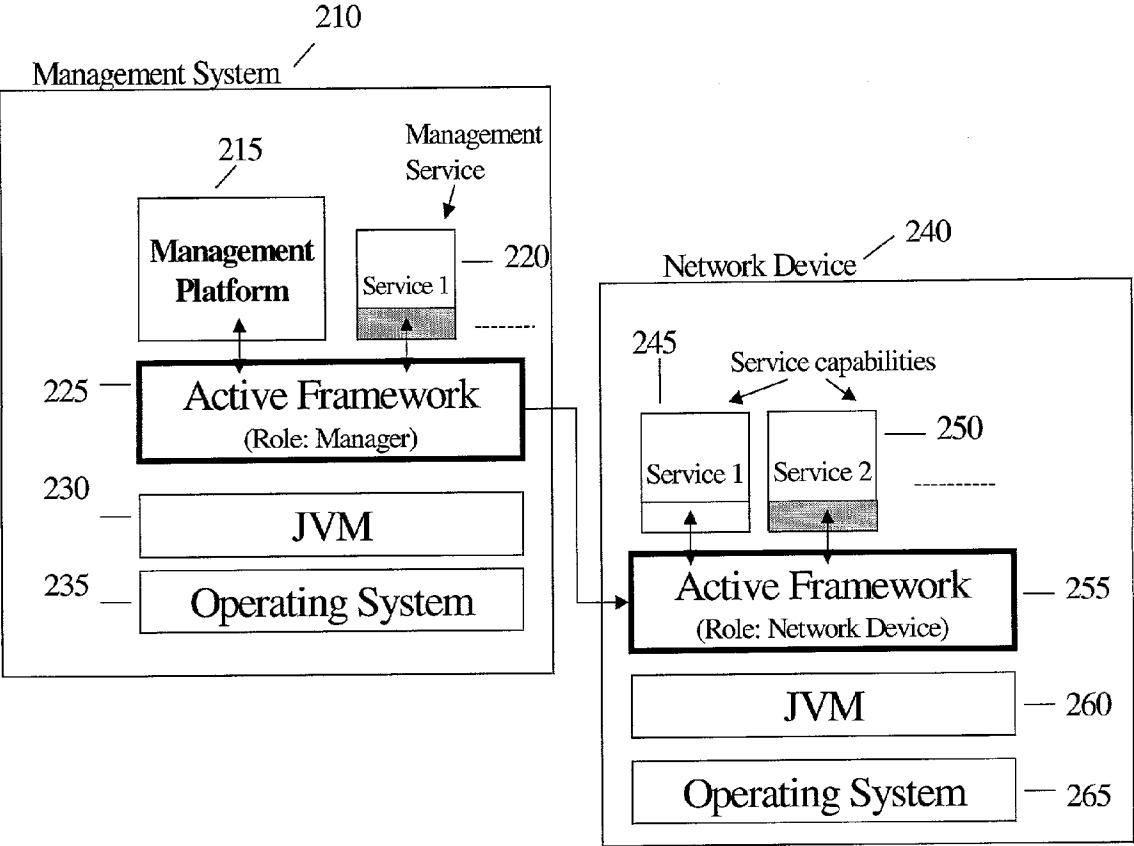 210
Management System
Management
Service
215
Management
Platform
220
Service 1
225
Active Framework
(Role: Manager)
230
JVM
235
Operating System
240
Network Device
245
Service capabilities
250
Service 1
Service 2
Active Framework
(Role: Network Device)
255
JVM
260
Operating System
265